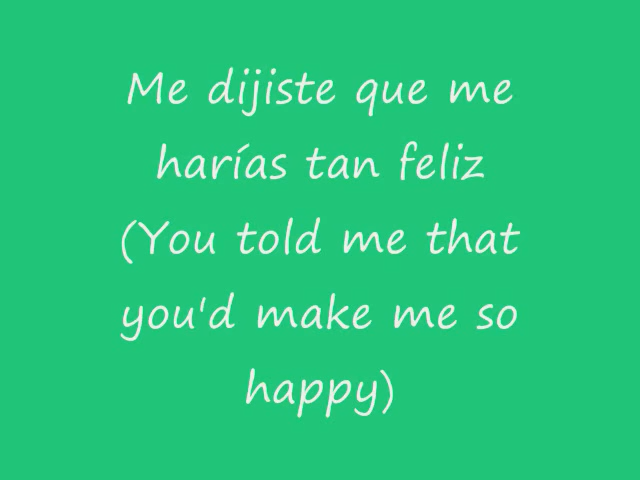 Me dijiste que me
harías tan feliz
(You told me that
you'd make me so
happy)